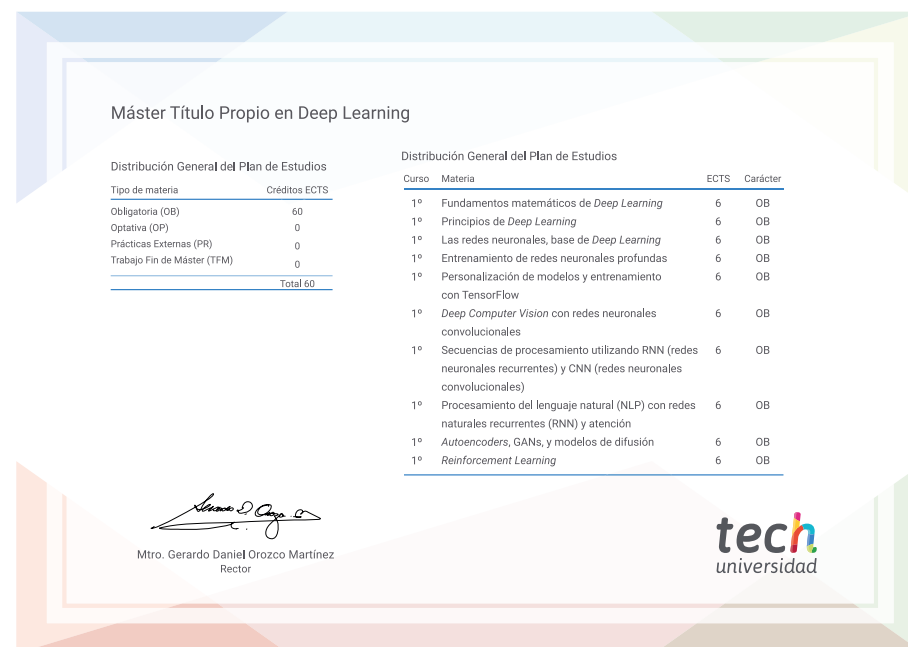 Máster Título Propio en Deep Learning
Distribución General del Plan de Estudios
Tipo de materia Créditos ECTS
Obligatoria (OB) 60
Optativa (OP) 0
Prácticas Externas (PR) 0
Trabajo Fin de Máster (TFM) 0
Total 60
Distribución General del Plan de Estudios
Curso Materia ECTS Carácter
1º Fundamentos matemáticos de Deep Learning 6 OB
1º Principios de Deep Learning 6 OB
1º Las redes neuronales, base de Deep Learning 6 OB
1º Entrenamiento de redes neuronales profundas 6 OB
1º Personalización de modelos y entrenamiento 6 OB
con TensorFlow
1º Deep Computer Vision con redes neuronales 6 OB
convolucionales
1º Secuencias de procesamiento utilizando RNN (redes 6 OB
neuronales recurrentes) y CNN (redes neuronales
convolucionales)
1º Procesamiento del lenguaje natural (NLP) con redes 6 OB
naturales recurrentes (RNN) y atención
1º Autoencoders, GANs, y modelos de difusión 6 OB
1º Reinforcement Learning 6 OB
Mtro. Gerardo Daniel Orozco Martínez
Rector
tech
universidad